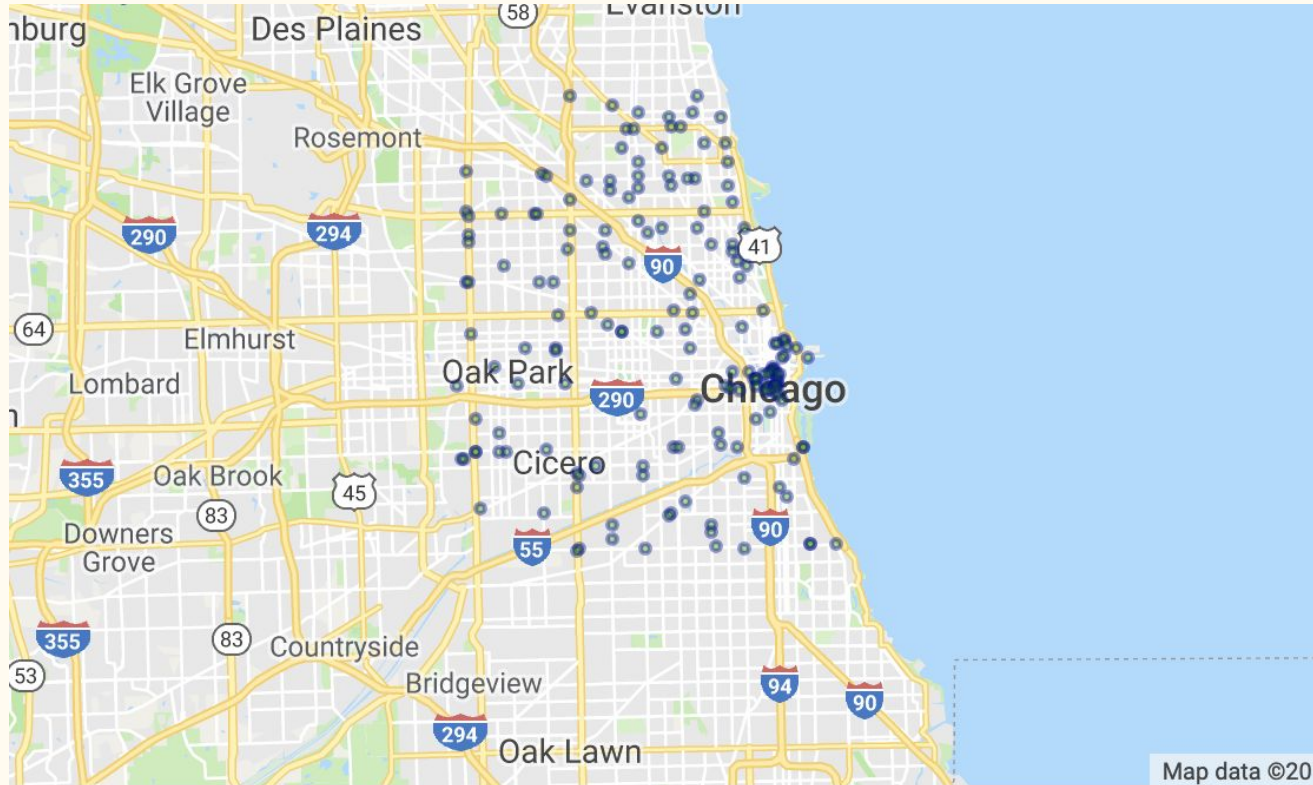 Evanston
58
nburg
Des Plaines
Elk Grove
Village
Rosemont
290
294
41
90
64
Elmhurst
Oak Park
Lombard
Chicago
290
n
Cicero
355
Oak Brook
45
83
90
Downers
Grove
55
355
83
Countryside
53
Bridgeview
94
90
294
Oak Lawn
Map data ©20